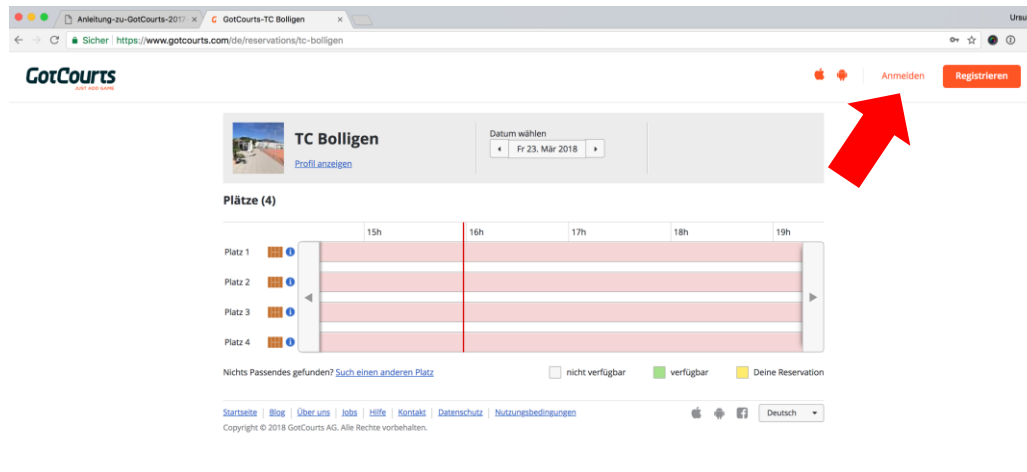 Anleitung-zu-GotCourts-2017
GotCourts-TC Bolligen
Ursu
Sicher https://www.gotcourts.com/de/reservations/tc-bolligen
GotCourts
JUST ADD GAME
Anmelden
Registrieren
TC Bolligen
Profil anzeigen
Datum wählen
Fr 23. Mär 2018
Plätze (4)
15h 16h 17h 18h 19h
Platz 1
Platz 2
Platz 3
Platz 4
Nichts Passendes gefunden? Such einen anderen Platz
nicht verfügbar verfügbar Deine Reservation
Startseite | Blog | Über uns | Jobs | Hilfe | Kontakt | Datenschutz | Nutzungsbedingungen
Deutsch
Copyright © 2018 GotCourts AG. Alle Rechte vorbehalten.